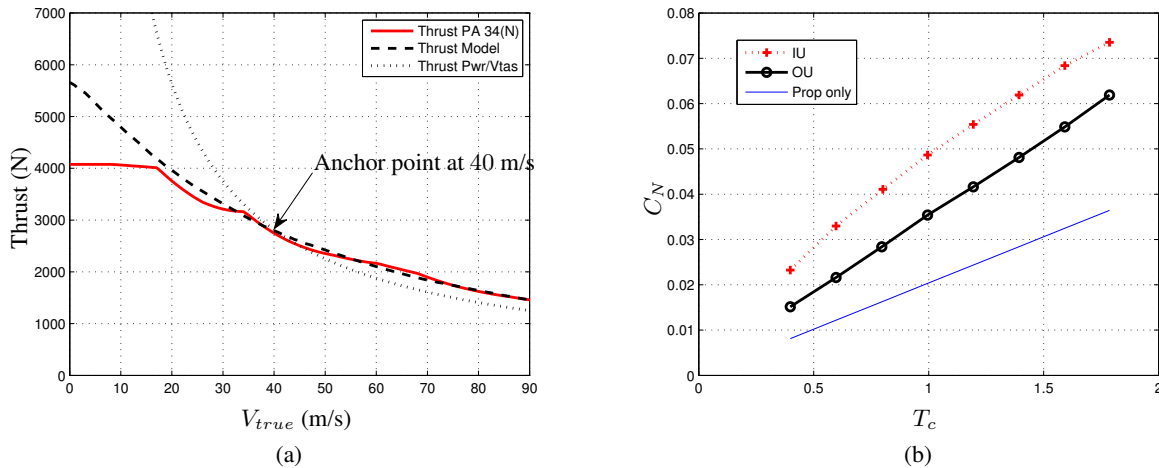 Thrust (N)
7000
6000
5000
4000
3000
2000
1000
0
Thrust PA 34(N)
Thrust Model
Thrust Pwr/Vtas
Anchor point at 40 m/s
0 10 20 30 40 50 60 70 80 90
V_true (m/s)
(a)
C_N
0.08
0.07
0.06
0.05
0.04
0.03
0.02
0.01
0
IU
OU
Prop only
0 0.5 1 1.5 2
T_c
(b)